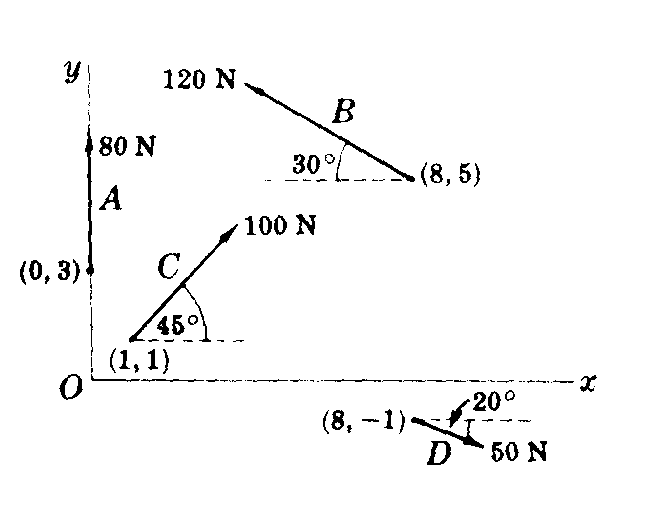 y
120 N
B
80 N
30°
(8, 5)
A
100 N
C
(0, 3)
45°
(1, 1)
O
x
20°
(8, −1)
D
50 N